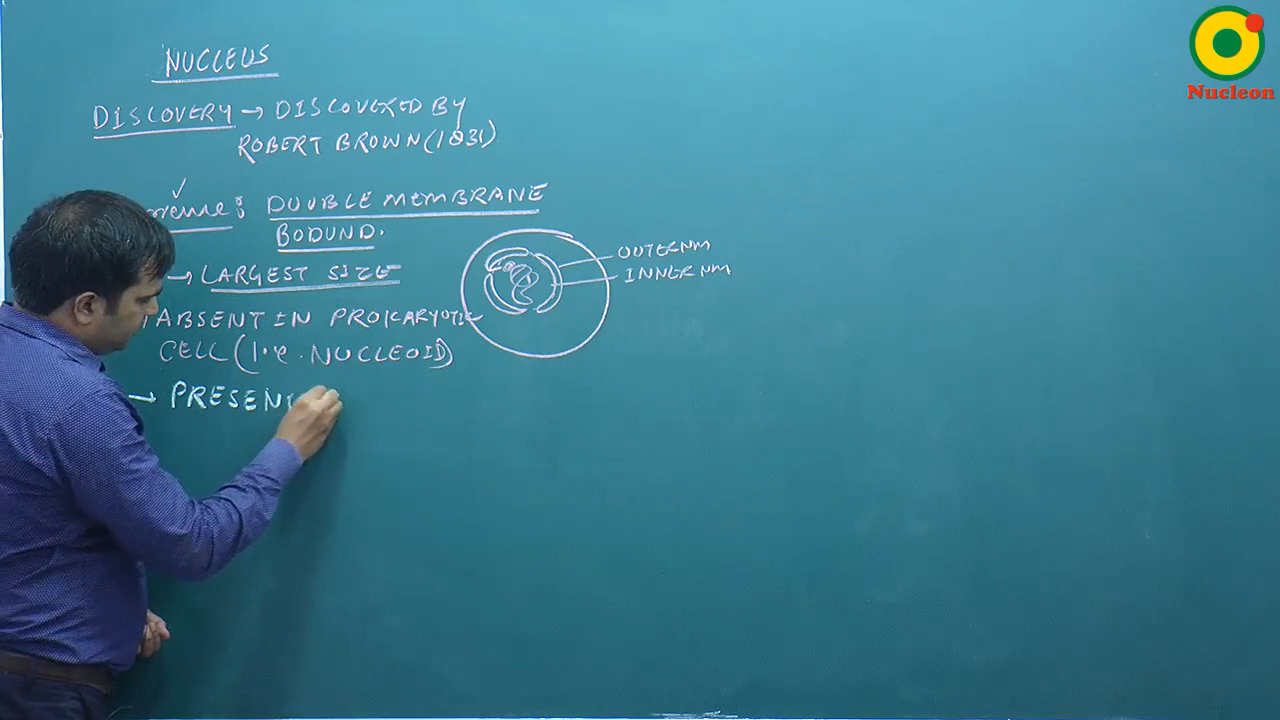 NUCLEUS
DISCOVERY → DISCOVERED BY
ROBERT BROWN (1831)
✓
: DOUBLE MEMBRANE
BODUND.
→ LARGEST SIZE
ABSENT IN PROKARYOTIC
CELL (I.e. NUCLEOID)
→ PRESEN
OUTER NM
INNER NM
Nucleon